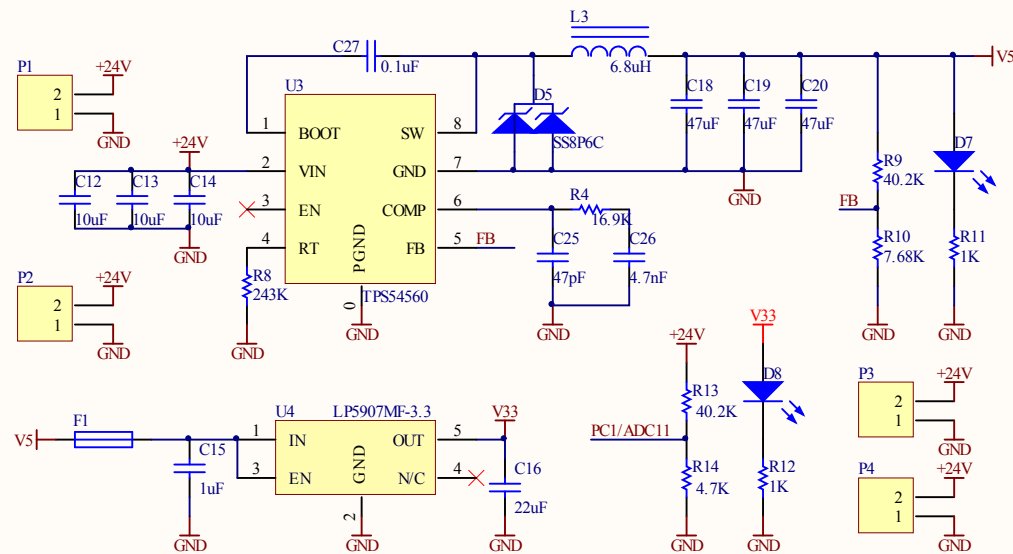 L3
6.8uH
C27
0.1uF
V5
P1
+24V
2
1
GND
U3
TPS54560
1 BOOT
2 VIN
3 EN
4 RT
SW 8
GND 7
COMP 6
FB 5
FB
PGND
0
GND
D5
SS8P6C
C18
47uF
C19
47uF
C20
47uF
GND
+24V
C12
10uF
C13
10uF
C14
10uF
GND
R8
243K
GND
R4
16.9K
C25
47pF
C26
4.7nF
GND
R9
40.2K
FB
R10
7.68K
GND
D7
R11
1K
GND
P2
+24V
2
1
GND
V5
F1
C15
1uF
GND
U4
LP5907MF-3.3
1 IN
3 EN
OUT 5
N/C 4
GND
2
GND
V33
C16
22uF
GND
+24V
R13
40.2K
PC1/ADC11
R14
4.7K
GND
V33
D8
R12
1K
GND
P3
+24V
2
1
GND
P4
+24V
2
1
GND